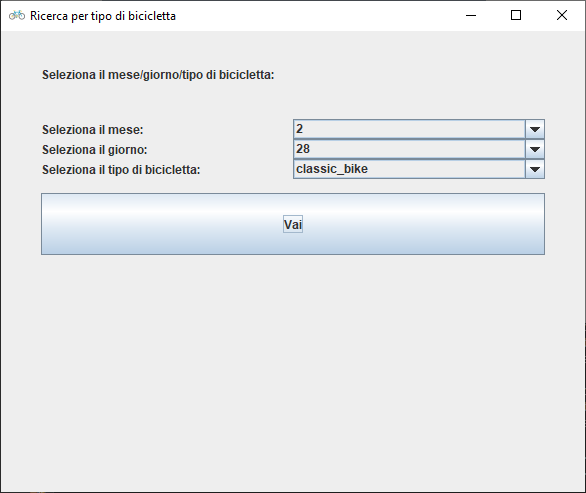 Ricerca per tipo di bicicletta
Seleziona il mese/giorno/tipo di bicicletta:
Seleziona il mese: 2
Seleziona il giorno: 28
Seleziona il tipo di bicicletta: classic_bike
Vai